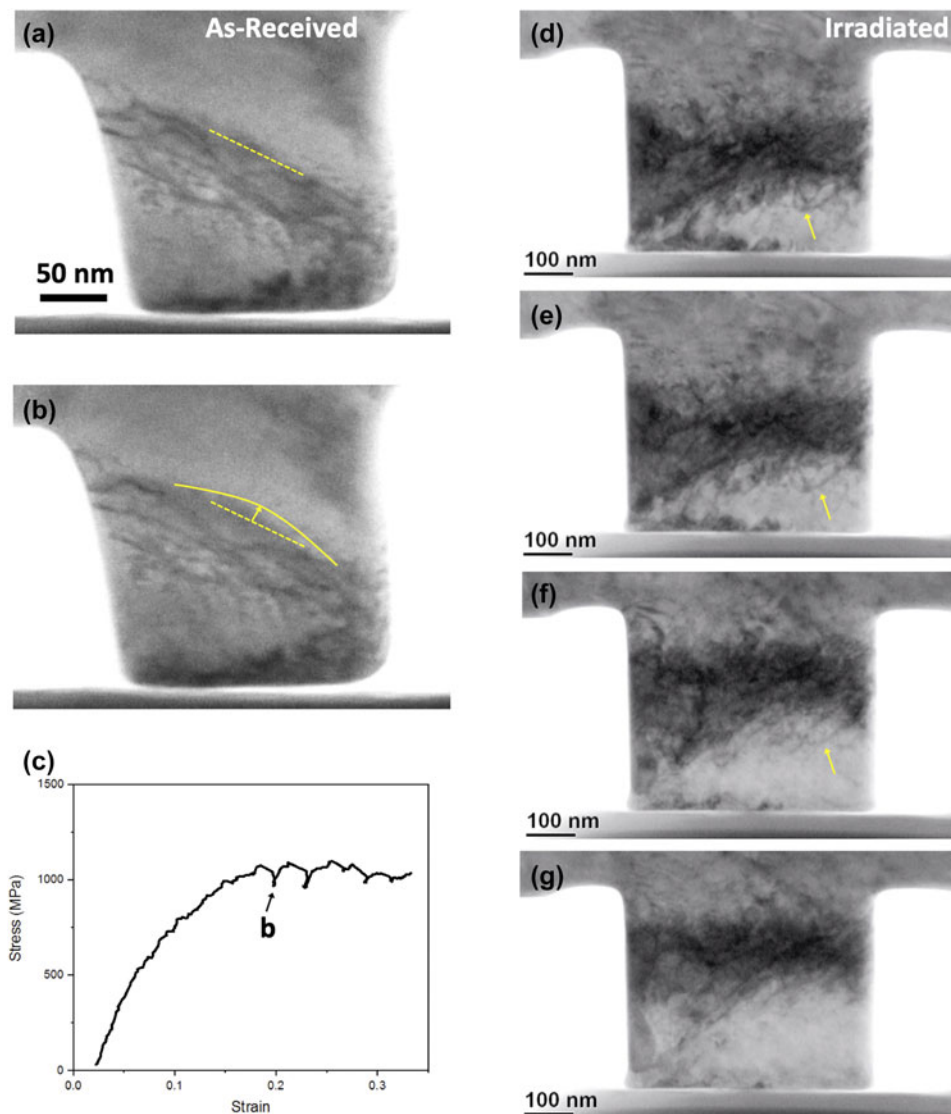 (a)
As-Received
50 nm
(b)
(c)
1500
1000
500
0
Stress (MPa)
b
0.0
0.1
0.2
0.3
Strain
(d)
Irradiated
100 nm
(e)
100 nm
(f)
100 nm
(g)
100 nm